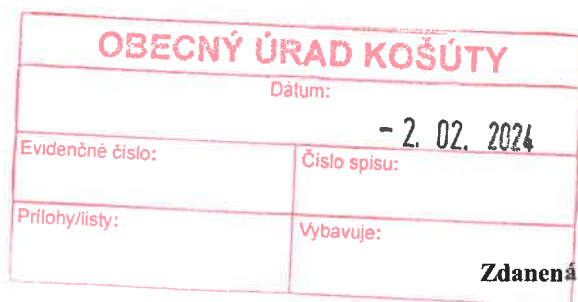 OBECNÝ ÚRAD KOŠÚTY
Dátum:
- 2. 02. 2024
Evidenčné číslo:
Číslo spisu:
Prílohy/listy:
Vybavuje:
Zdanená